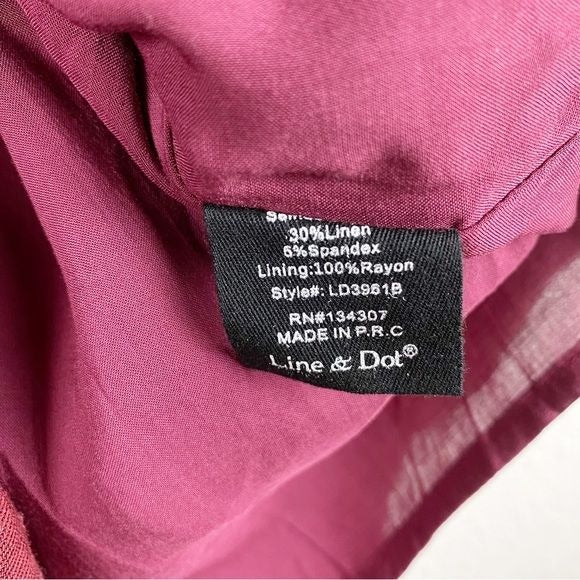 30%Linen
5%Spandex
Lining:100%Rayon
Style#: LD3961B
RN#134307
MADE IN P.R.C
Line & Dot®